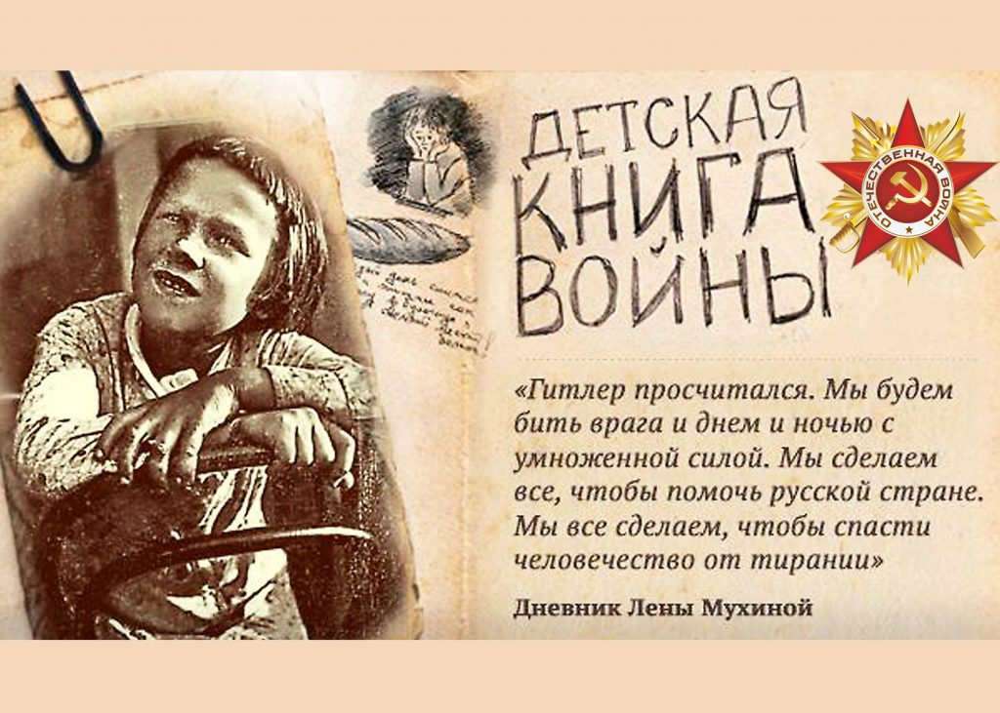 ДЕТСКАЯ
КНИГА
ВОЙНЫ
ОТЕЧЕСТВЕННАЯ ВОЙНА
«Гитлер просчитался. Мы будем
бить врага и днем и ночью с
умноженной силой. Мы сделаем
все, чтобы помочь русской стране.
Мы все сделаем, чтобы спасти
человечество от тирании»
Дневник Лены Мухиной